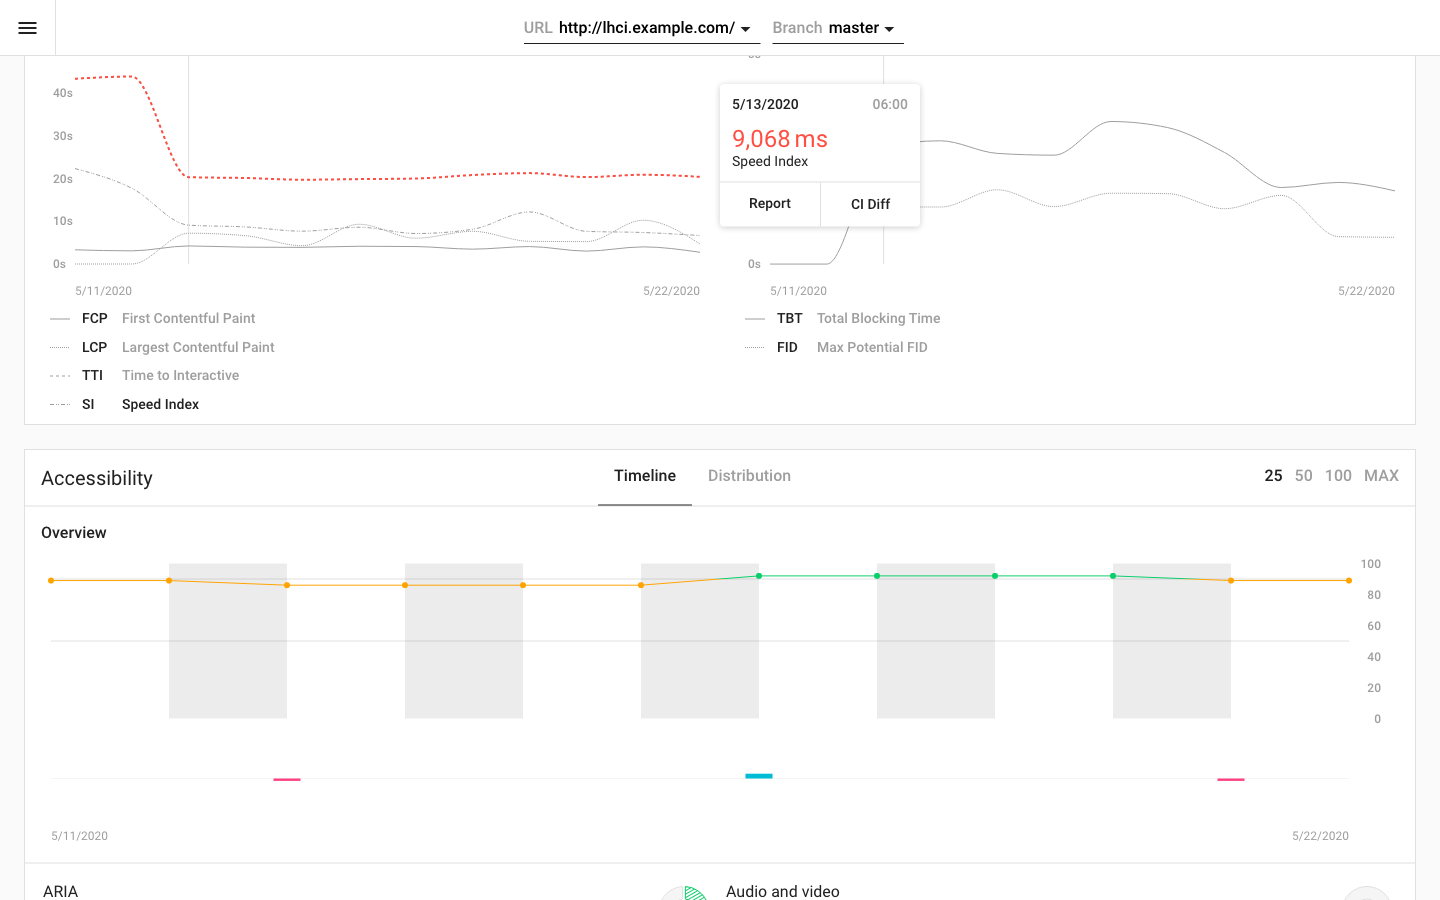 URL http://lhci.example.com/ Branch master
40s
30s
20s
10s
0s
5/11/2020 5/22/2020
FCP First Contentful Paint
LCP Largest Contentful Paint
TTI Time to Interactive
SI Speed Index
5/13/2020 06:00
9,068 ms
Speed Index
Report CI Diff
0s
5/11/2020 5/22/2020
TBT Total Blocking Time
FID Max Potential FID
Accessibility Timeline Distribution 25 50 100 MAX
Overview
100
80
60
40
20
0
5/11/2020 5/22/2020
ARIA Audio and video